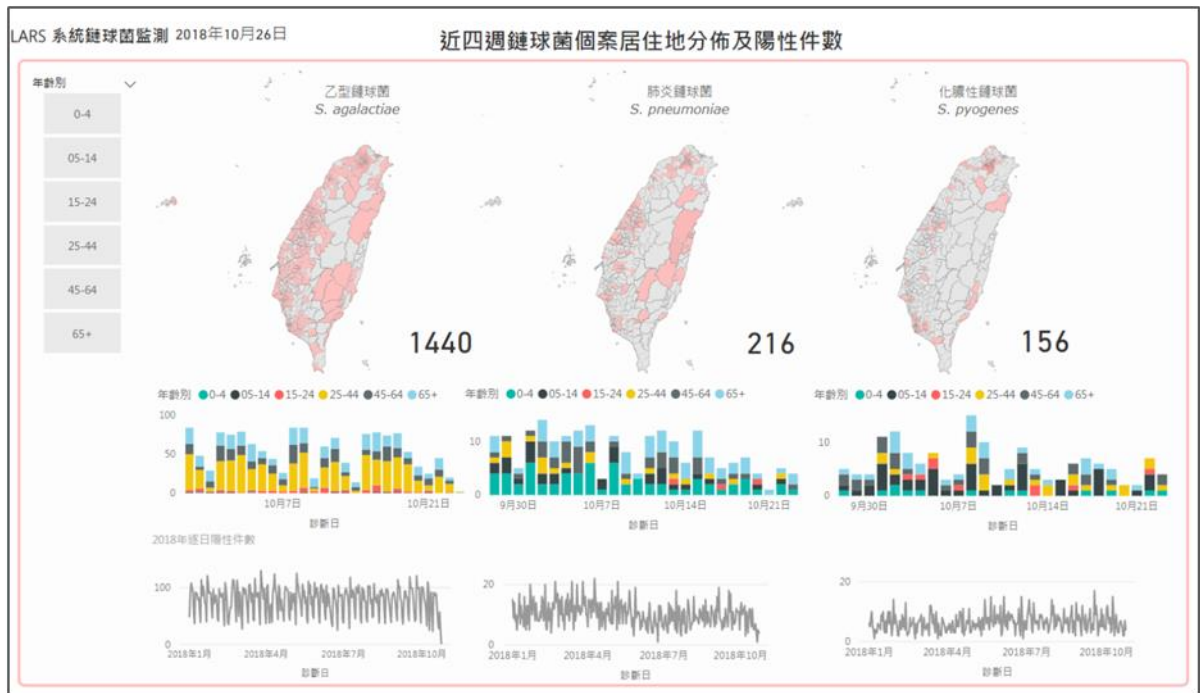 LARS 系統鏈球菌監測 2018年10月26日
近四週鏈球菌個案居住地分佈及陽性件數
年齡別
0-4
05-14
15-24
25-44
45-64
65+
乙型鏈球菌
S. agalactiae
1440
肺炎鏈球菌
S. pneumoniae
216
化膿性鏈球菌
S. pyogenes
156
年齡別 0-4 05-14 15-24 25-44 45-64 65+
100
50
0
10月7日 10月21日
診斷日
年齡別 0-4 05-14 15-24 25-44 45-64 65+
10
0
9月30日 10月7日 10月14日 10月21日
診斷日
年齡別 0-4 05-14 15-24 25-44 45-64 65+
10
0
9月30日 10月7日 10月14日 10月21日
診斷日
2018年逐日陽性件數
100
0
2018年1月 2018年4月 2018年7月 2018年10月
診斷日
20
0
2018年1月 2018年4月 2018年7月 2018年10月
診斷日
20
0
2018年1月 2018年4月 2018年7月 2018年10月
診斷日